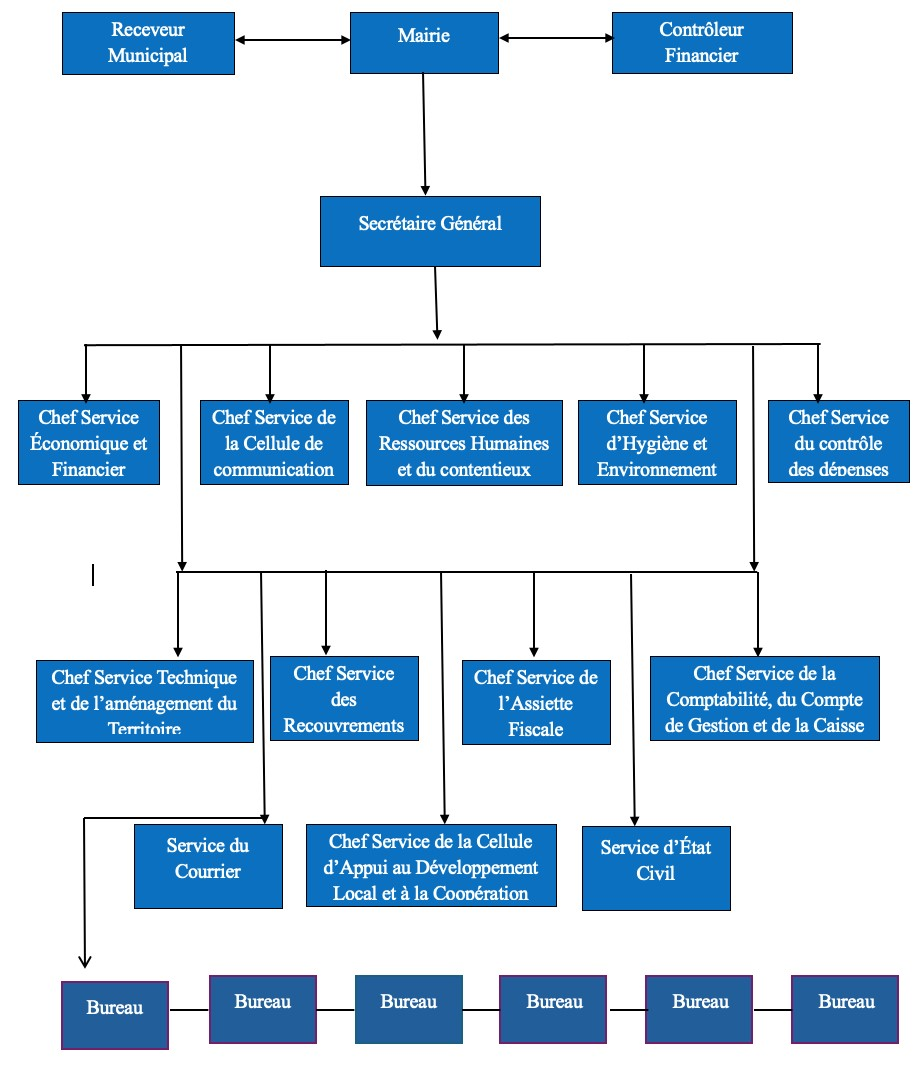 Receveur
Municipal
Mairie
Contrôleur
Financier
Secrétaire Général
Chef Service
Économique et
Financier
Chef Service de
la Cellule de
communication
Chef Service des
Ressources Humaines
et du contentieux
Chef Service
d’Hygiène et
Environnement
Chef Service
du contrôle
des dépenses
Chef Service Technique
et de l’aménagement du
Territoire
Chef Service
des
Recouvrements
Chef Service de
l’Assiette
Fiscale
Chef Service de la
Comptabilité, du Compte
de Gestion et de la Caisse
Service du
Courrier
Chef Service de la Cellule
d’Appui au Développement
Local et à la Coopération
Service d’État
Civil
Bureau
Bureau
Bureau
Bureau
Bureau
Bureau